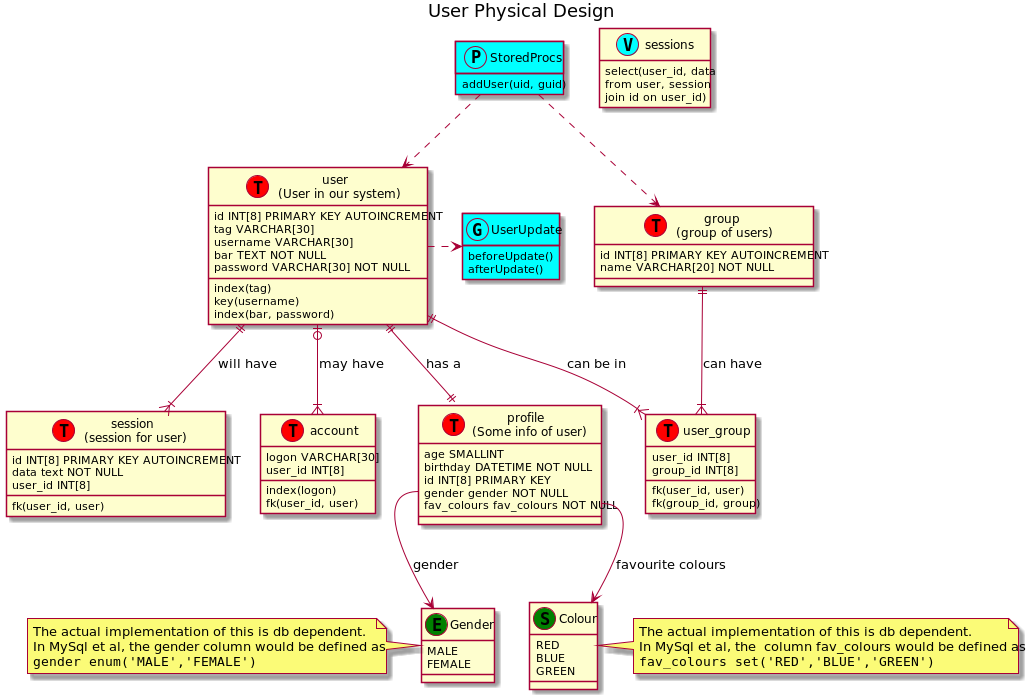 User Physical Design
P StoredProcs
addUser(uid, guid)
V sessions
select(user_id, data
from user, session
join id on user_id)
T user
(User in our system)
id INT[8] PRIMARY KEY AUTOINCREMENT
tag VARCHAR[30]
username VARCHAR[30]
bar TEXT NOT NULL
password VARCHAR[30] NOT NULL
index(tag)
key(username)
index(bar, password)
G UserUpdate
beforeUpdate()
afterUpdate()
T group
(group of users)
id INT[8] PRIMARY KEY AUTOINCREMENT
name VARCHAR[20] NOT NULL
will have
may have
has a
can be in
can have
T session
(session for user)
id INT[8] PRIMARY KEY AUTOINCREMENT
data text NOT NULL
user_id INT[8]
fk(user_id, user)
T account
logon VARCHAR[30]
user_id INT[8]
index(logon)
fk(user_id, user)
T profile
(Some info of user)
age SMALLINT
birthday DATETIME NOT NULL
id INT[8] PRIMARY KEY
gender gender NOT NULL
fav_colours fav_colours NOT NULL
T user_group
user_id INT[8]
group_id INT[8]
fk(user_id, user)
fk(group_id, group)
gender
favourite colours
The actual implementation of this is db dependent.
In MySql et al, the gender column would be defined as
gender enum('MALE','FEMALE')
E Gender
MALE
FEMALE
S Colour
RED
BLUE
GREEN
The actual implementation of this is db dependent.
In MySql et al, the  column fav_colours would be defined as
fav_colours set('RED','BLUE','GREEN')